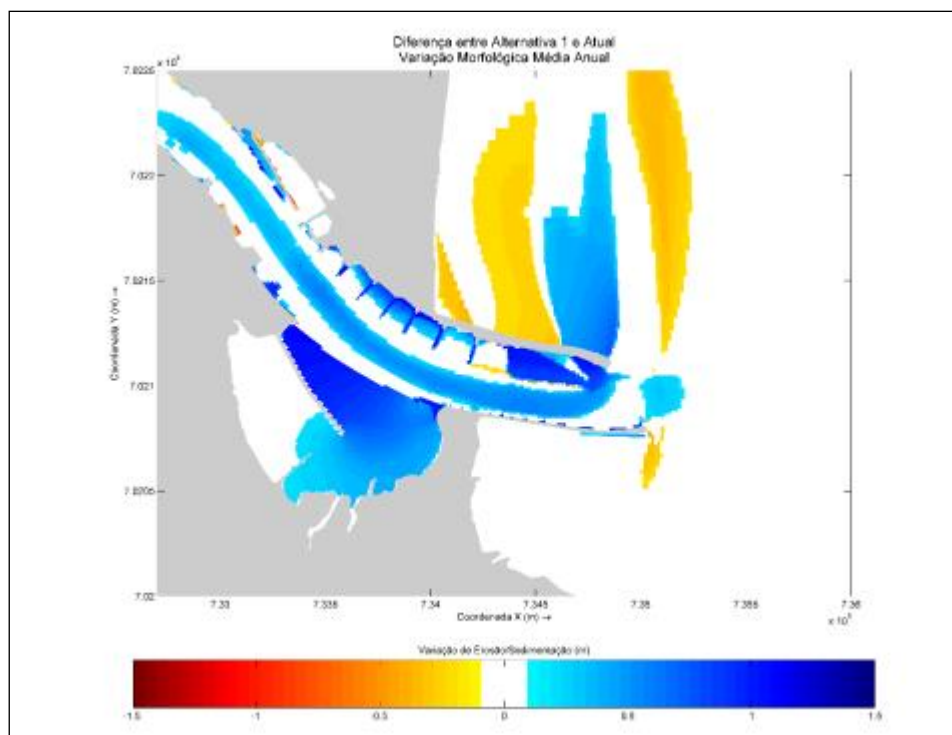 Diferença entre Alternativa 1 e Atual
Variação Morfológica Média Anual
x 10⁶
7.0225
7.022
7.0215
7.021
7.0205
7.02
Coordenada Y (m) →
7.33
7.335
7.34
7.345
7.35
7.355
7.36
Coordenada X (m) →
x 10⁵
Variação de Erosão/Sedimentação (m)
-1.5
-1
-0.5
0
0.5
1
1.5